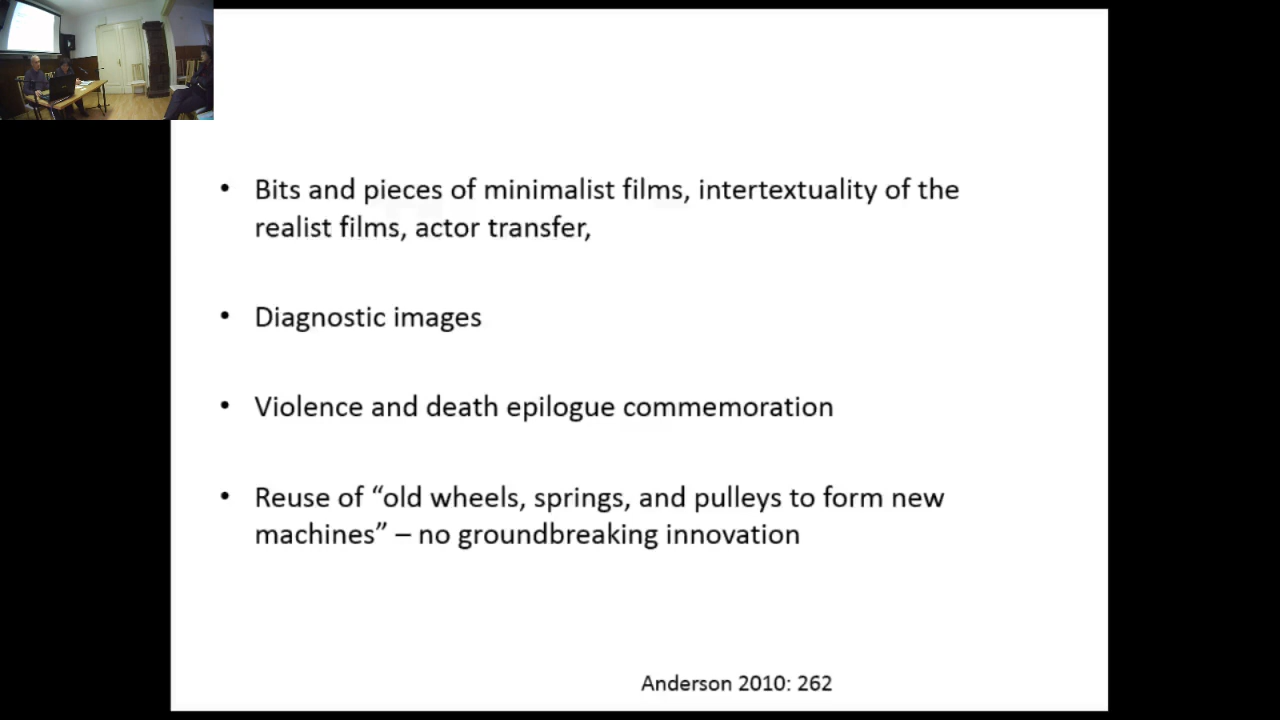 • Bits and pieces of minimalist films, intertextuality of the
realist films, actor transfer,
• Diagnostic images
• Violence and death epilogue commemoration
• Reuse of “old wheels, springs, and pulleys to form new
machines” – no groundbreaking innovation
Anderson 2010: 262